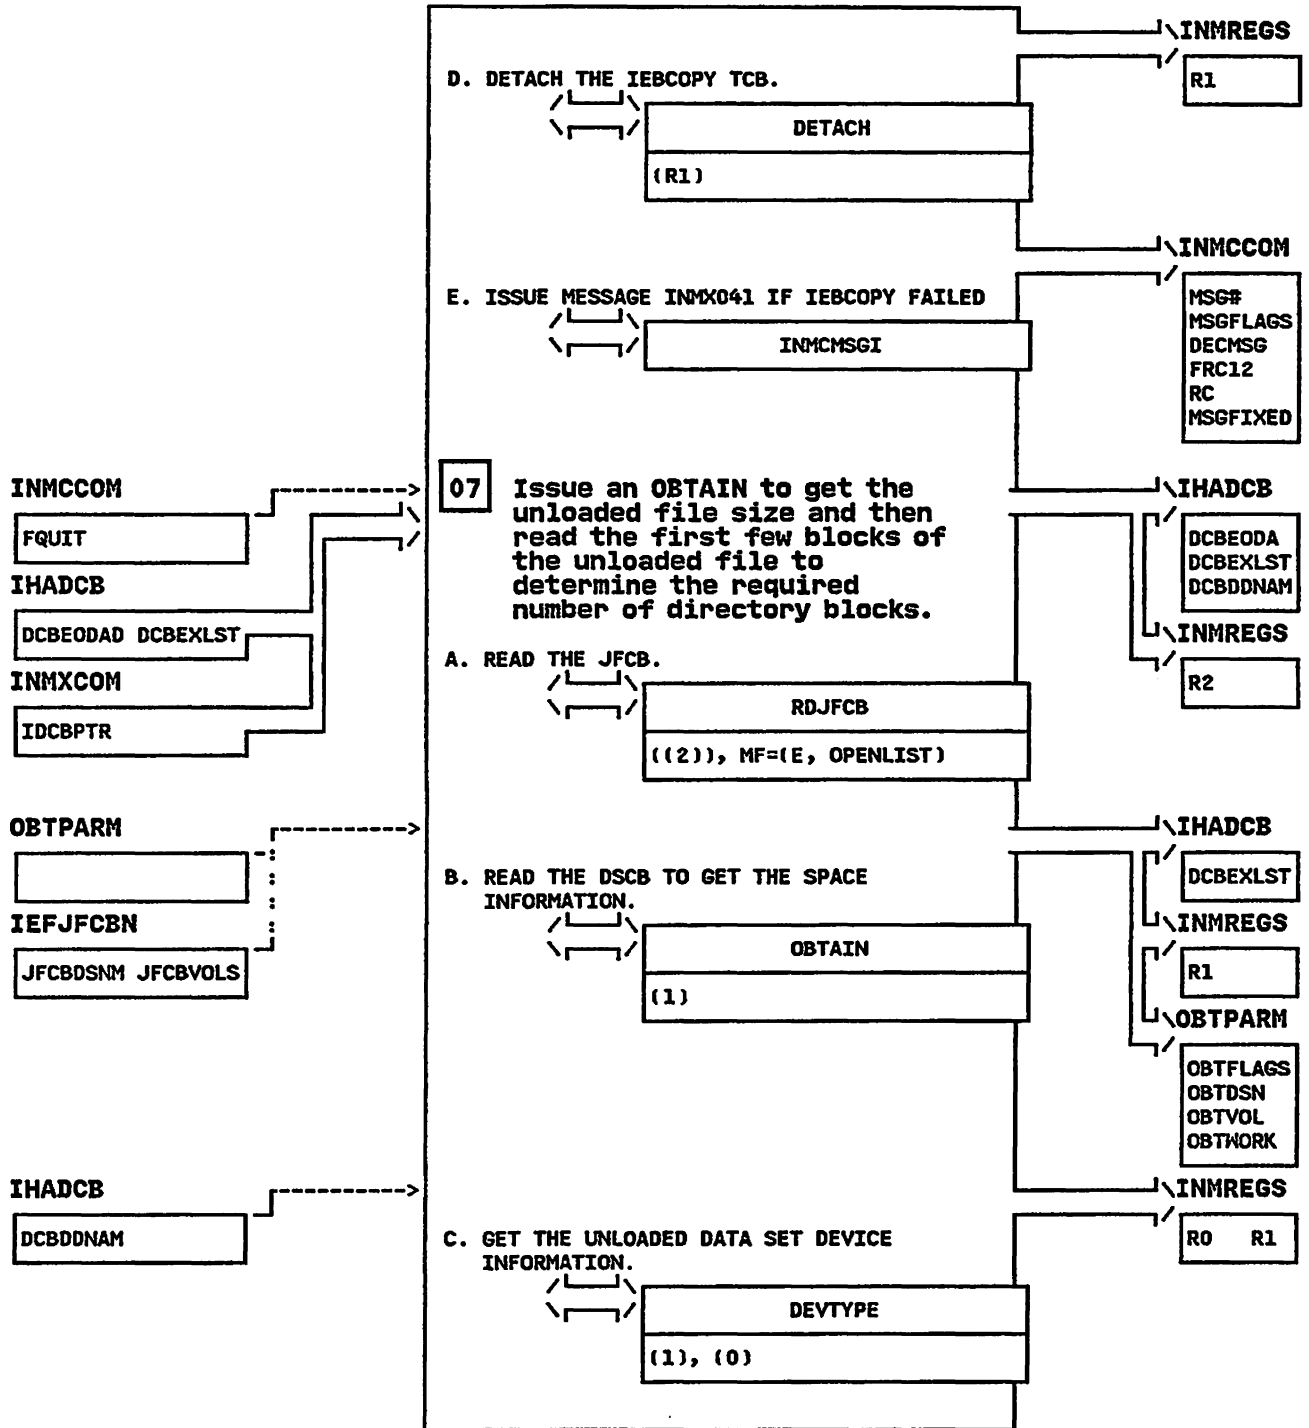 INMREGS
R1
D. DETACH THE IEBCOPY TCB.
DETACH
(R1)
INMCCOM
MSG#
MSGFLAGS
DECMSG
FRC12
RC
MSGFIXED
E. ISSUE MESSAGE INMX041 IF IEBCOPY FAILED
INMCMSGI
INMCCOM
FQUIT
IHADCB
DCBEODAD DCBEXLST
INMXCOM
IDCBPTR
07 Issue an OBTAIN to get the
unloaded file size and then
read the first few blocks of
the unloaded file to
determine the required
number of directory blocks.
IHADCB
DCBEODA
DCBEXLST
DCBDDNAM
INMREGS
R2
A. READ THE JFCB.
RDJFCB
((2)), MF=(E, OPENLIST)
OBTPARM
IEFJFCBN
JFCBDSNM JFCBVOLS
B. READ THE DSCB TO GET THE SPACE
INFORMATION.
OBTAIN
(1)
IHADCB
DCBEXLST
INMREGS
R1
OBTPARM
OBTFLAGS
OBTDSN
OBTVOL
OBTWORK
IHADCB
DCBDDNAM
C. GET THE UNLOADED DATA SET DEVICE
INFORMATION.
DEVTYPE
(1), (0)
INMREGS
R0 R1